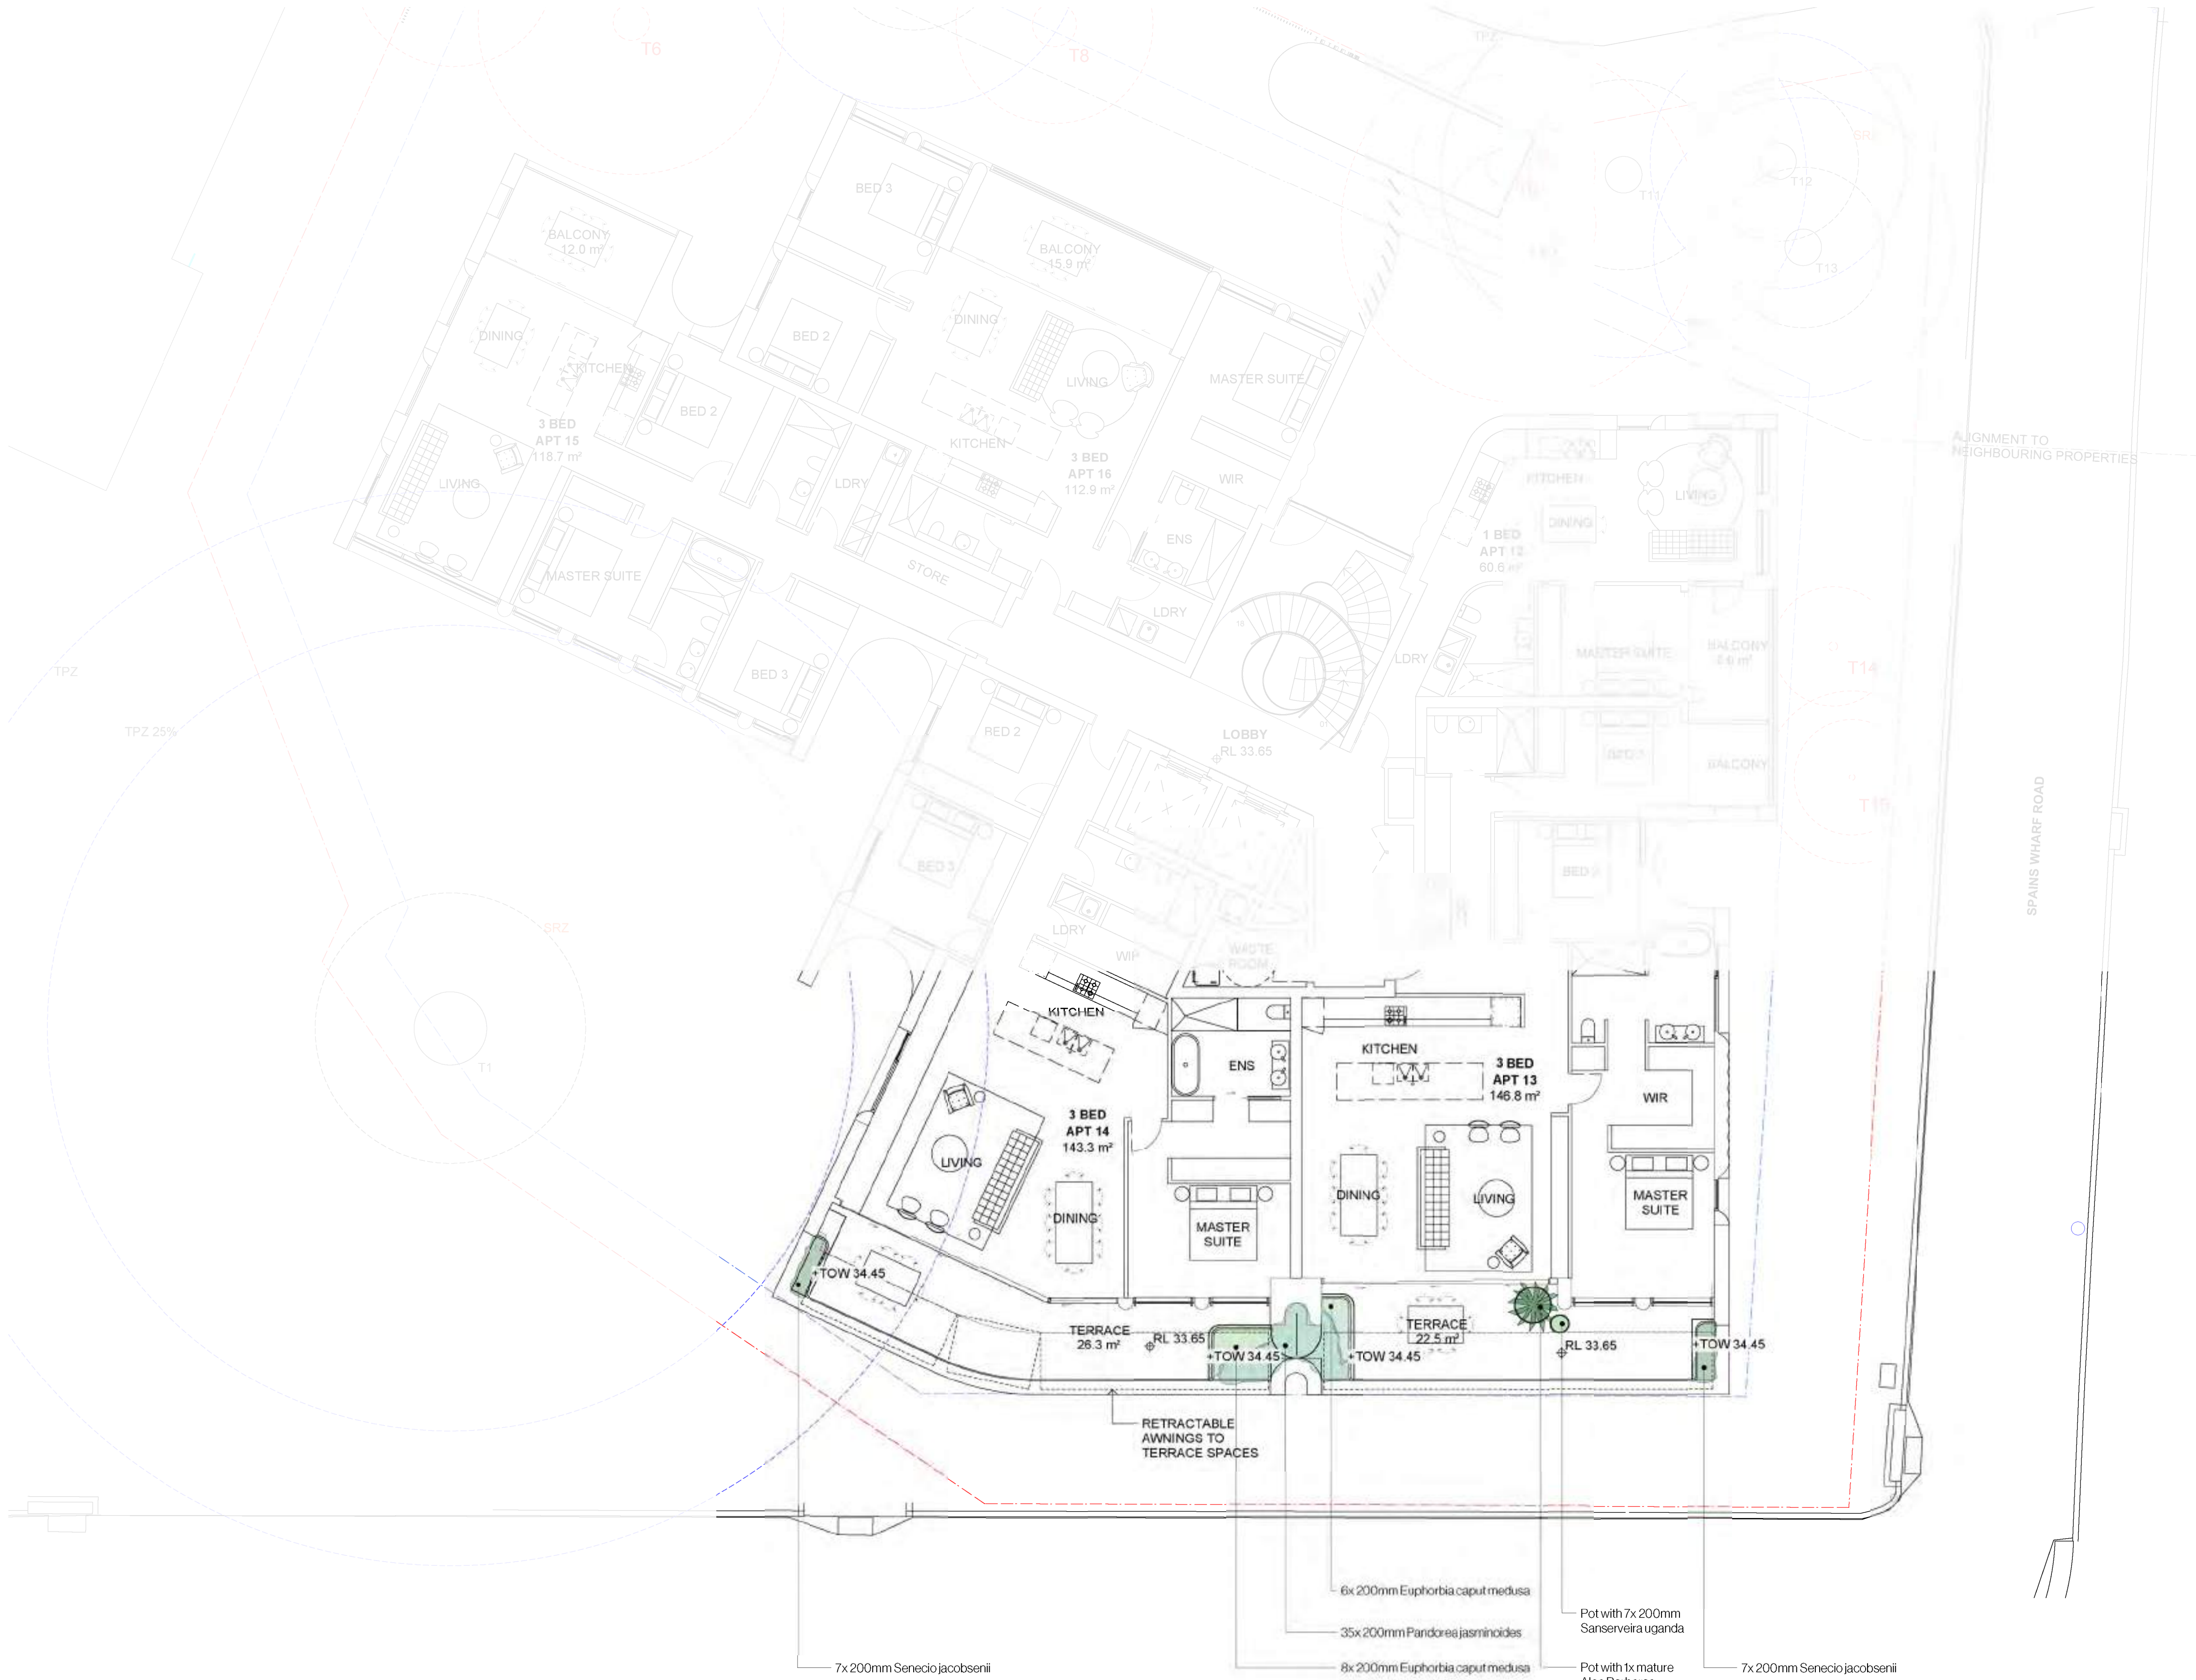 T6
T8
TPZ
SRZ
T11
T12
T13
BED 3
BALCONY
12.0 m²
BALCONY
15.9 m²
DINING
BED 2
DINING
KITCHEN
BED 2
LIVING
MASTER SUITE
3 BED
APT 15
118.7 m²
KITCHEN
3 BED
APT 16
112.9 m²
LIVING
LDRY
WIR
ALIGNMENT TO
NEIGHBOURING PROPERTIES
KITCHEN
LIVING
DINING
1 BED
APT 12
60.6 m²
ENS
MASTER SUITE
STORE
LDRY
LDRY
MASTER SUITE
BALCONY
T14
TPZ
BED 3
TPZ 25%
BED 2
LOBBY
RL 33.65
BALCONY
T15
SPAINS WHARF ROAD
BED 3
BED
SRZ
LDRY
WIP
WASTE
ROOM
T1
KITCHEN
ENS
KITCHEN
3 BED
APT 13
146.8 m²
WIR
3 BED
APT 14
143.3 m²
LIVING
DINING
MASTER
SUITE
DINING
LIVING
MASTER
SUITE
+TOW 34.45
TERRACE
26.3 m²
RL 33.65
+TOW 34.45
+TOW 34.45
TERRACE
22.5 m²
RL 33.65
+TOW 34.45
RETRACTABLE
AWNINGS TO
TERRACE SPACES
6x 200mm Euphorbia caput medusa
Pot with 7x 200mm
Sanserveira uganda
35x 200mm Pandorea jasminoides
7x 200mm Senecio jacobsenii
8x 200mm Euphorbia caput medusa
Pot with 1x mature
7x 200mm Senecio jacobsenii